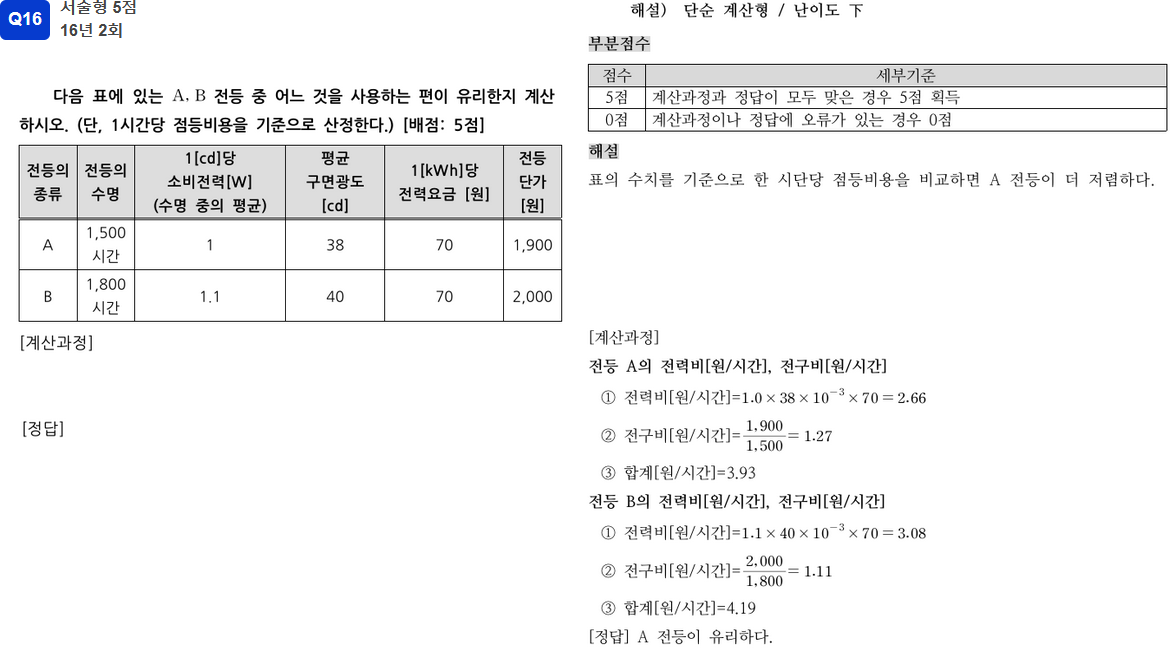 Q16
서술형 5점
16년 2회
다음 표에 있는 A, B 전등 중 어느 것을 사용하는 편이 유리한지 계산
하시오. (단, 1시간당 점등비용을 기준으로 산정한다.) [배점: 5점]
전등의 종류 전등의 수명 1[cd]당 소비전력[W] (수명 중의 평균) 평균 구면광도 [cd] 1[kWh]당 전력요금 [원] 전등 단가 [원]
A 1,500 시간 1 38 70 1,900
B 1,800 시간 1.1 40 70 2,000
[계산과정]
[정답]
해설) 단순 계산형 / 난이도 下
부분점수
점수 세부기준
5점 계산과정과 정답이 모두 맞은 경우 5점 획득
0점 계산과정이나 정답에 오류가 있는 경우 0점
해설
표의 수치를 기준으로 한 시단당 점등비용을 비교하면 A 전등이 더 저렴하다.
[계산과정]
전등 A의 전력비[원/시간], 전구비[원/시간]
① 전력비[원/시간]=1.0×38×10⁻³×70=2.66
② 전구비[원/시간]=1,900/1,500=1.27
③ 합계[원/시간]=3.93
전등 B의 전력비[원/시간], 전구비[원/시간]
① 전력비[원/시간]=1.1×40×10⁻³×70=3.08
② 전구비[원/시간]=2,000/1,800=1.11
③ 합계[원/시간]=4.19
[정답] A 전등이 유리하다.